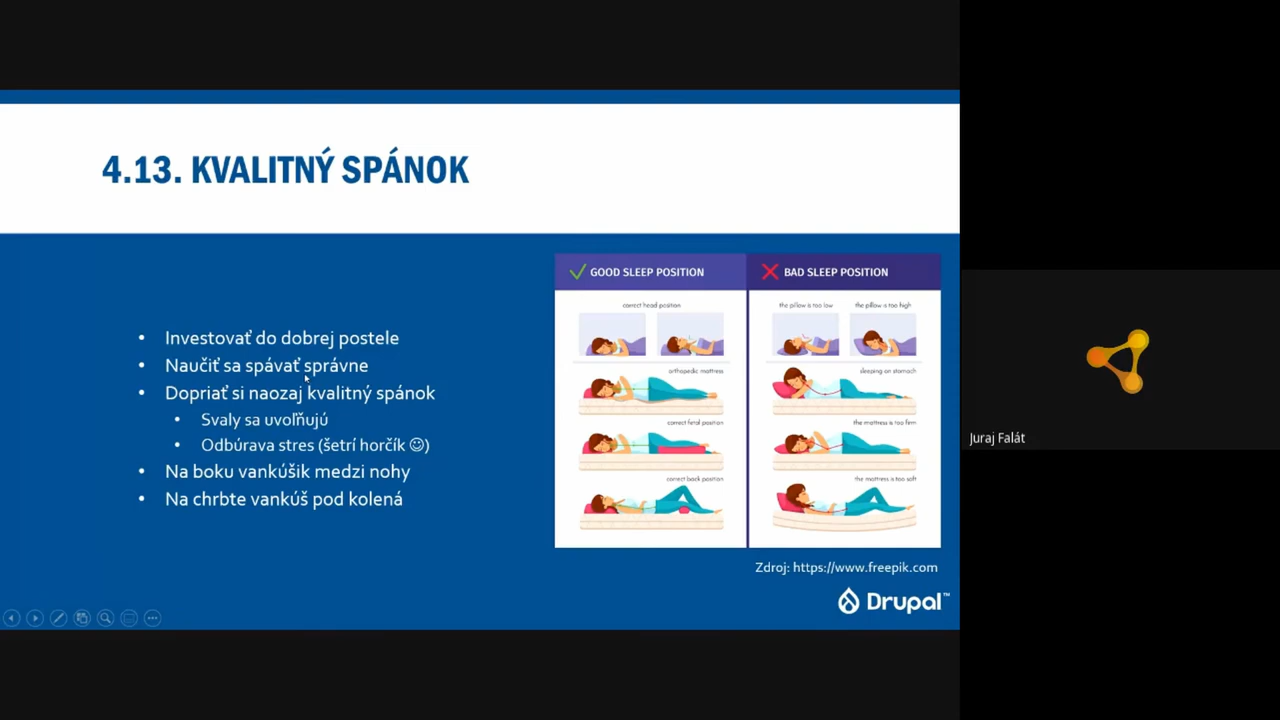 4.13. KVALITNÝ SPÁNOK
Investovať do dobrej postele
Naučiť sa spávať správne
Dopriať si naozaj kvalitný spánok
Svaly sa uvoľňujú
Odbúrava stres (šetrí horčík ☺)
Na boku vankúšik medzi nohy
Na chrbte vankúš pod kolená
GOOD SLEEP POSITION
correct head position
orthopedic mattress
correct fetal position
correct back position
BAD SLEEP POSITION
the pillow is too low
the pillow is too high
sleeping on stomach
the mattress is too firm
the mattress is too soft
Zdroj: https://www.freepik.com
Drupal™
Juraj Falát